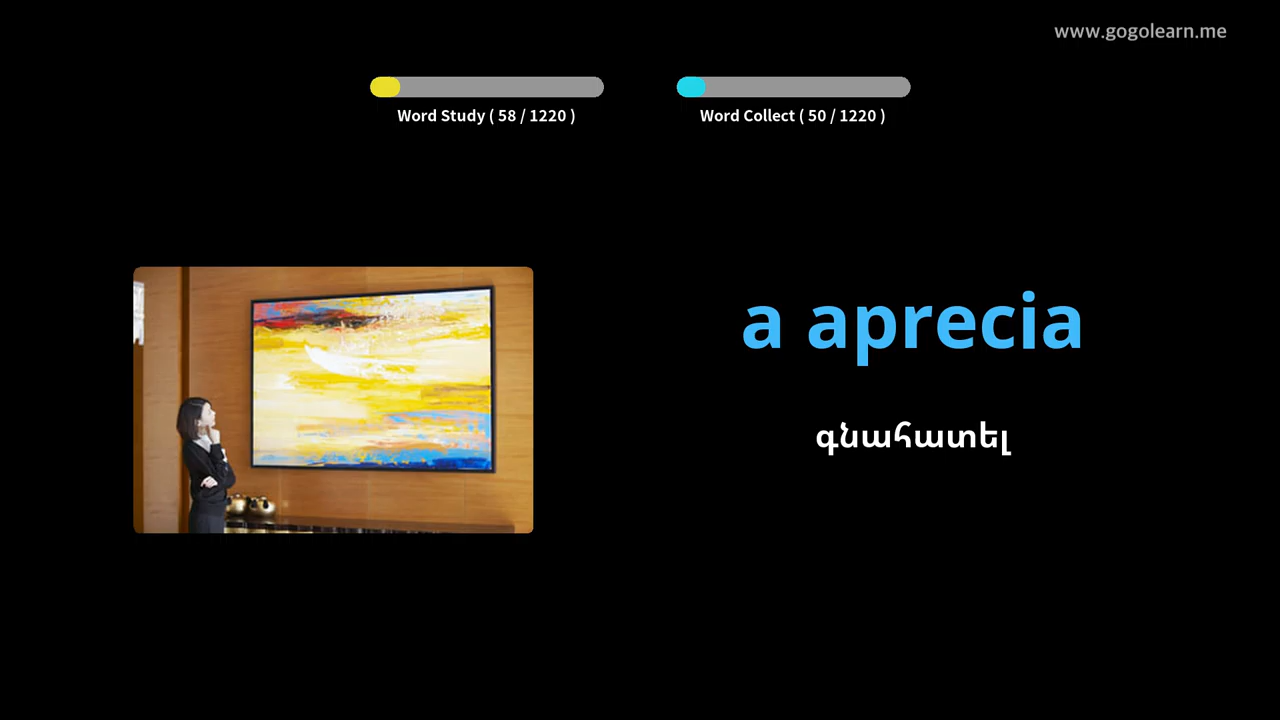 www.gogolearn.me
Word Study ( 58 / 1220 )
Word Collect ( 50 / 1220 )
a aprecia
գնահատել